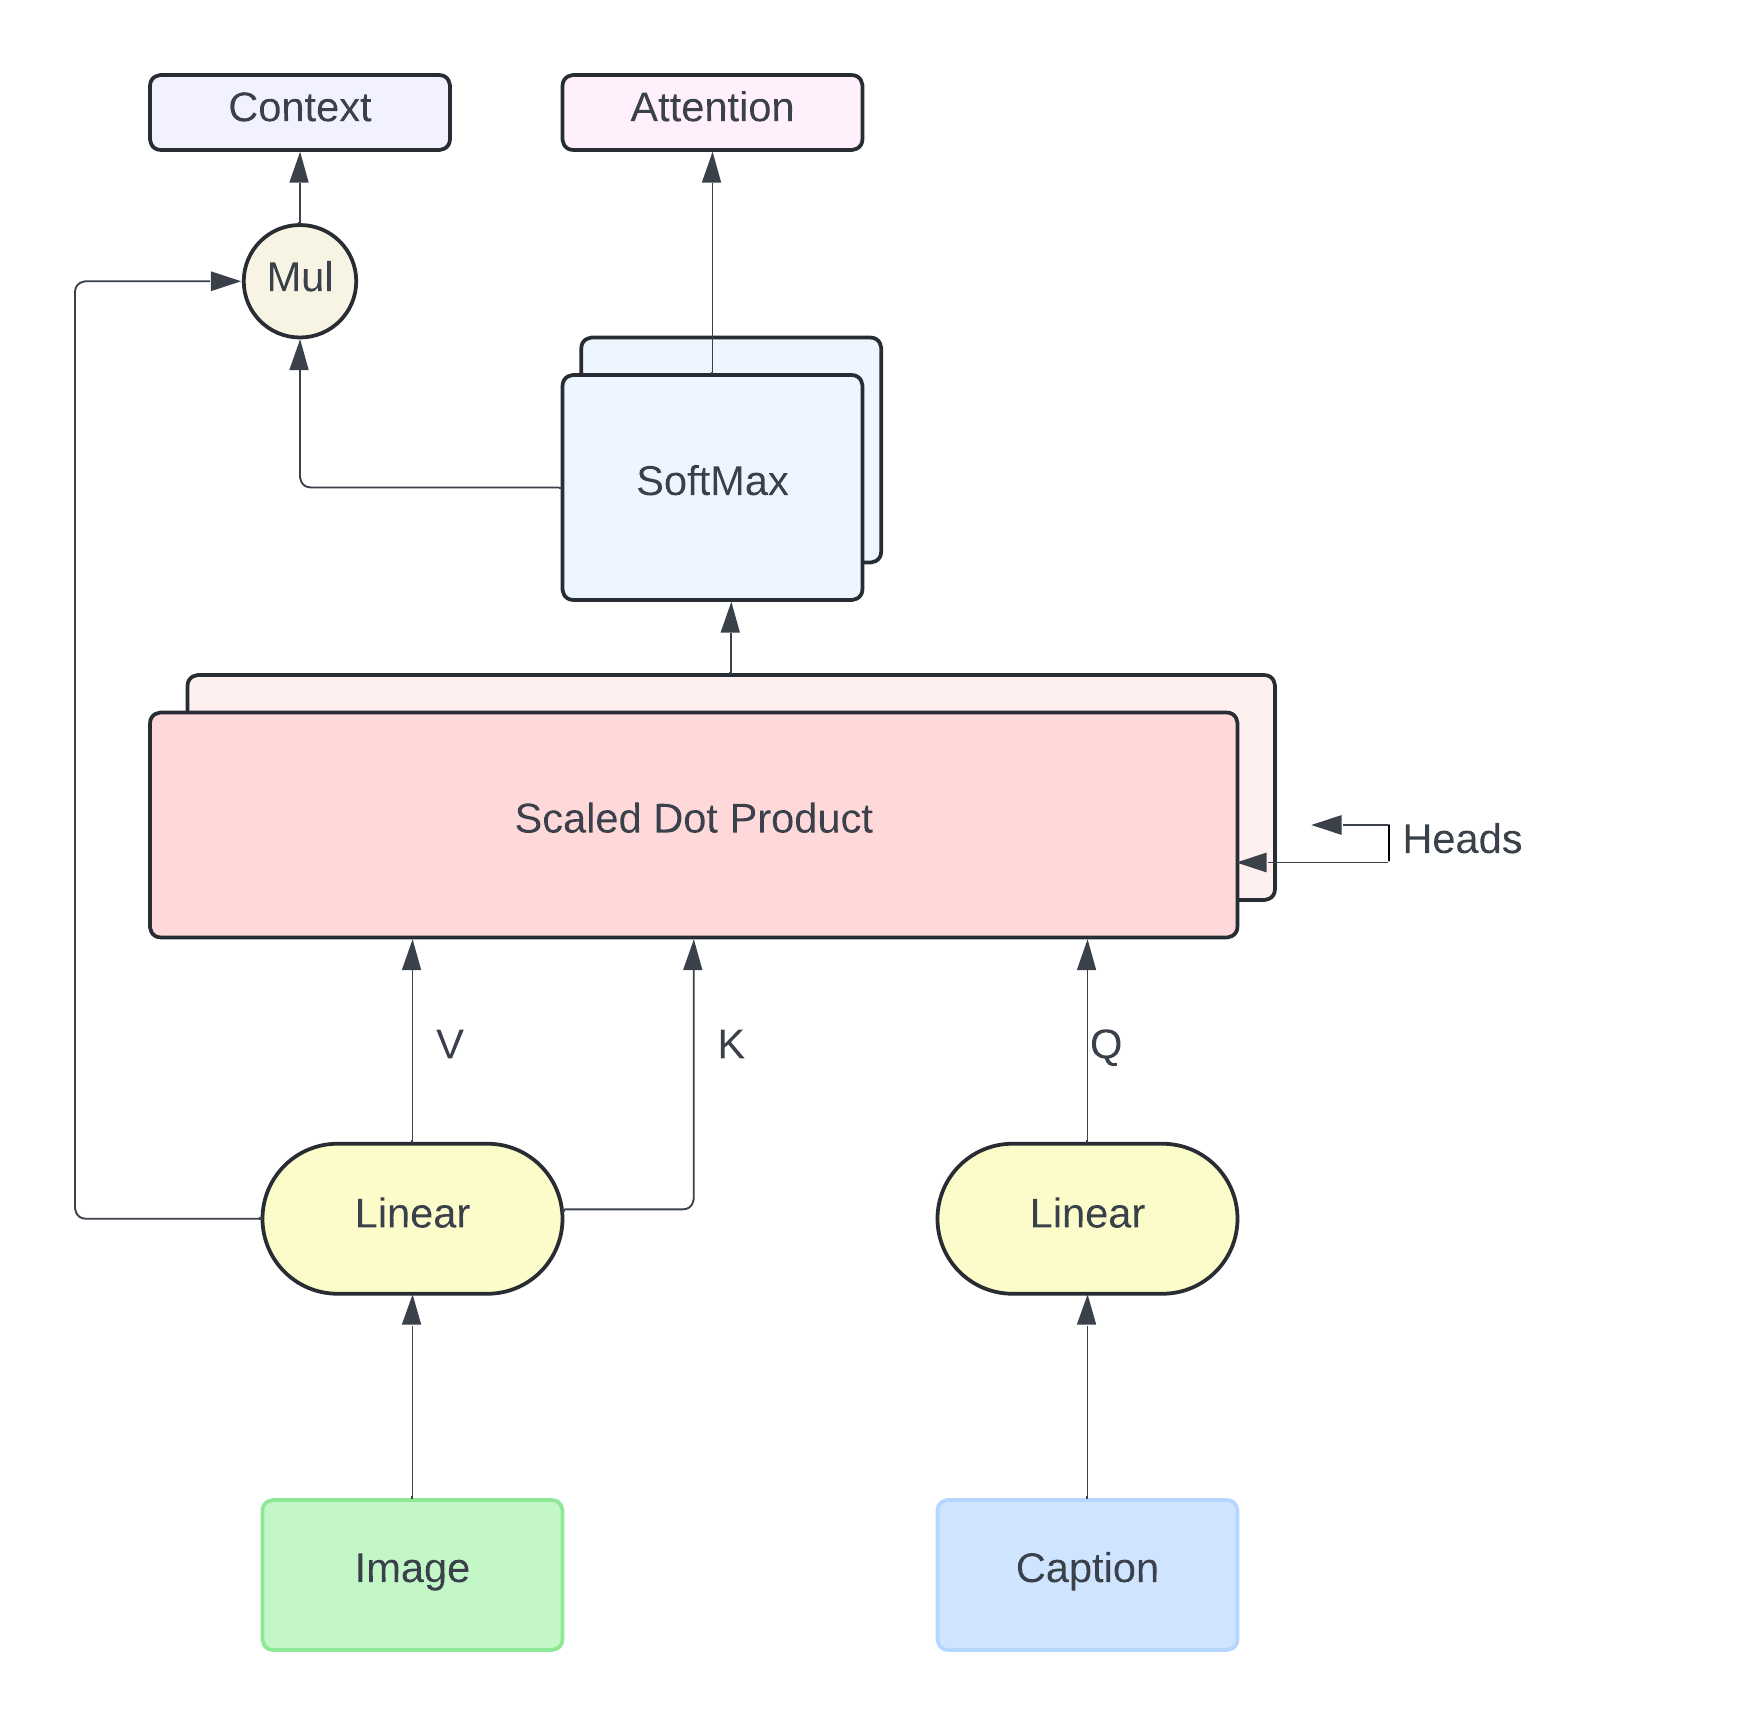 Context
Attention
Mul
SoftMax
Scaled Dot Product
Heads
V
K
Q
Linear
Linear
Image
Caption